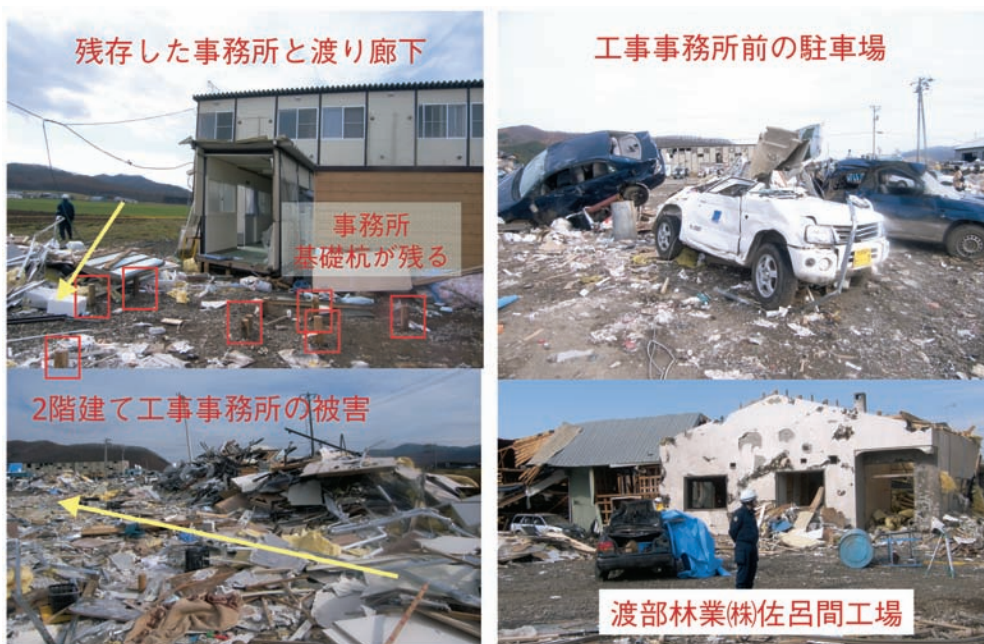 残存した事務所と渡り廊下
事務所
基礎杭が残る
工事事務所前の駐車場
2階建て工事事務所の被害
渡部林業(株)佐呂間工場